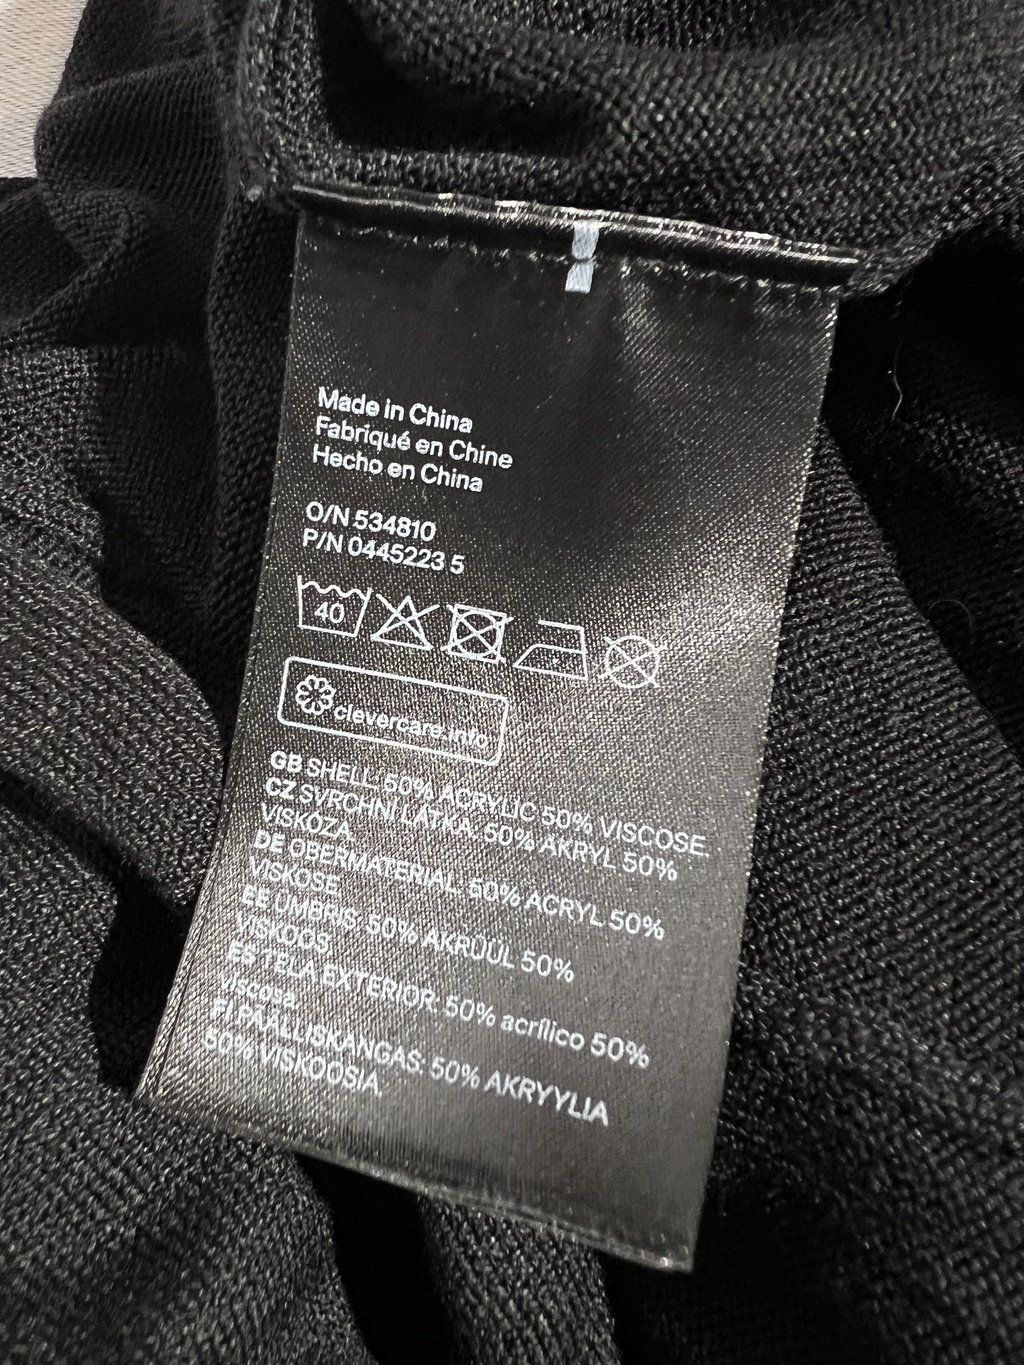 Made in China
Fabriqué en Chine
Hecho en China
O/N 534810
P/N 0445223 5
40
clevercare.info
GB SHELL: 50% ACRYLIC 50% VISCOSE.
CZ SVRCHNÍ LÁTKA: 50% AKRYL 50%
VISKÓZA.
DE OBERMATERIAL: 50% ACRYL 50%
VISKOSE
EE ÜMBRIS: 50% AKRÜÜL 50%
VISKOOS
ES TELA EXTERIOR: 50% acrílico 50%
viscosa
FI PÄÄLLISKANGAS: 50% AKRYYLIA
50% VISKOOSIA.